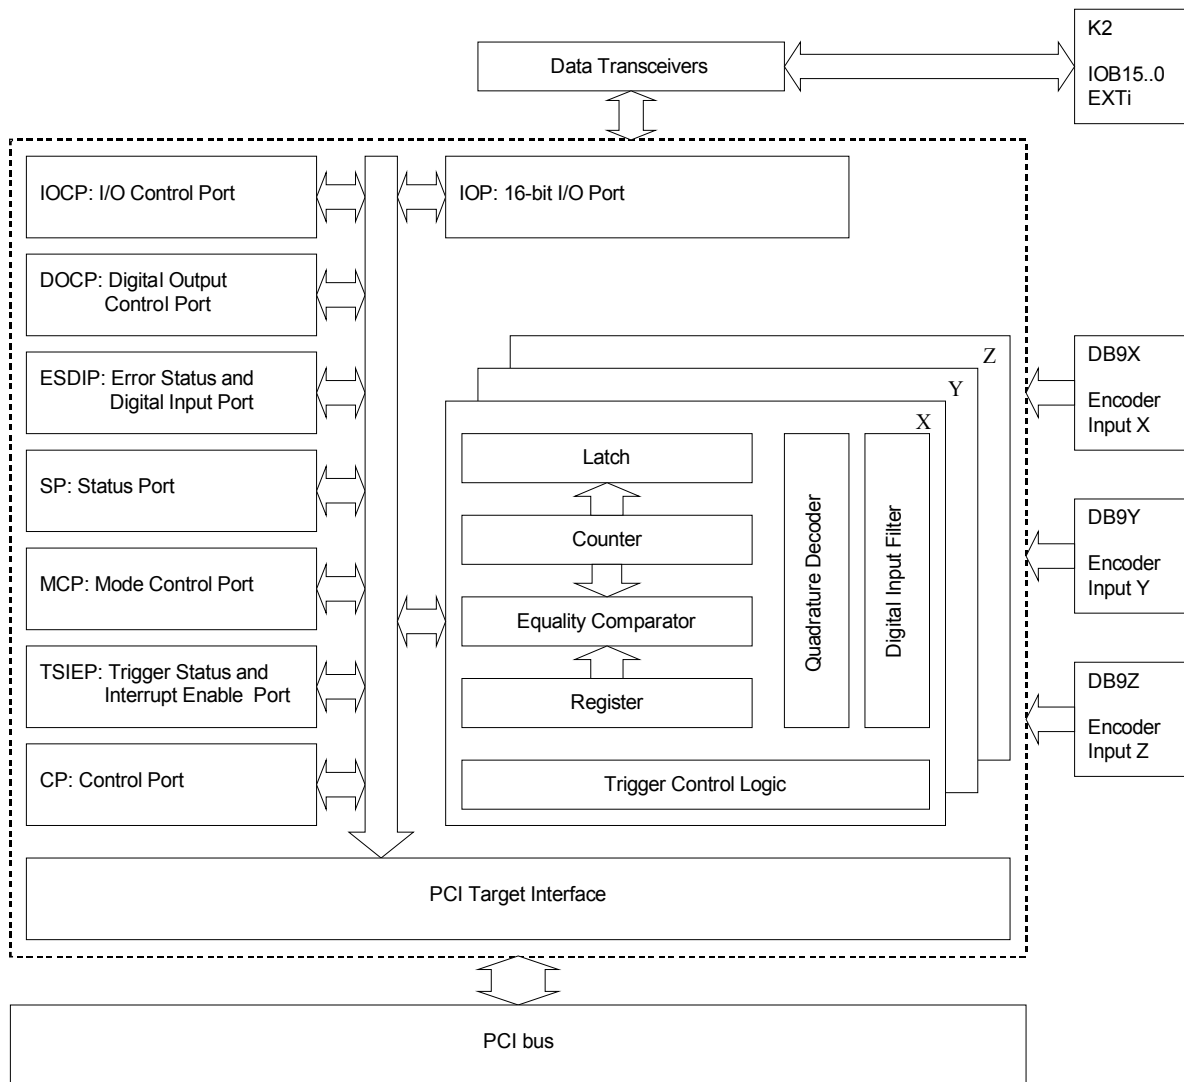 K2
IOB15..0
EXTi
Data Transceivers
IOCP: I/O Control Port
IOP: 16-bit I/O Port
DOCP: Digital Output
Control Port
ESDIP: Error Status and
Digital Input Port
SP: Status Port
MCP: Mode Control Port
TSIEP: Trigger Status and
Interrupt Enable Port
CP: Control Port
Z
Y
X
Latch
Counter
Equality Comparator
Register
Quadrature Decoder
Digital Input Filter
Trigger Control Logic
DB9X
Encoder
Input X
DB9Y
Encoder
Input Y
DB9Z
Encoder
Input Z
PCI Target Interface
PCI bus